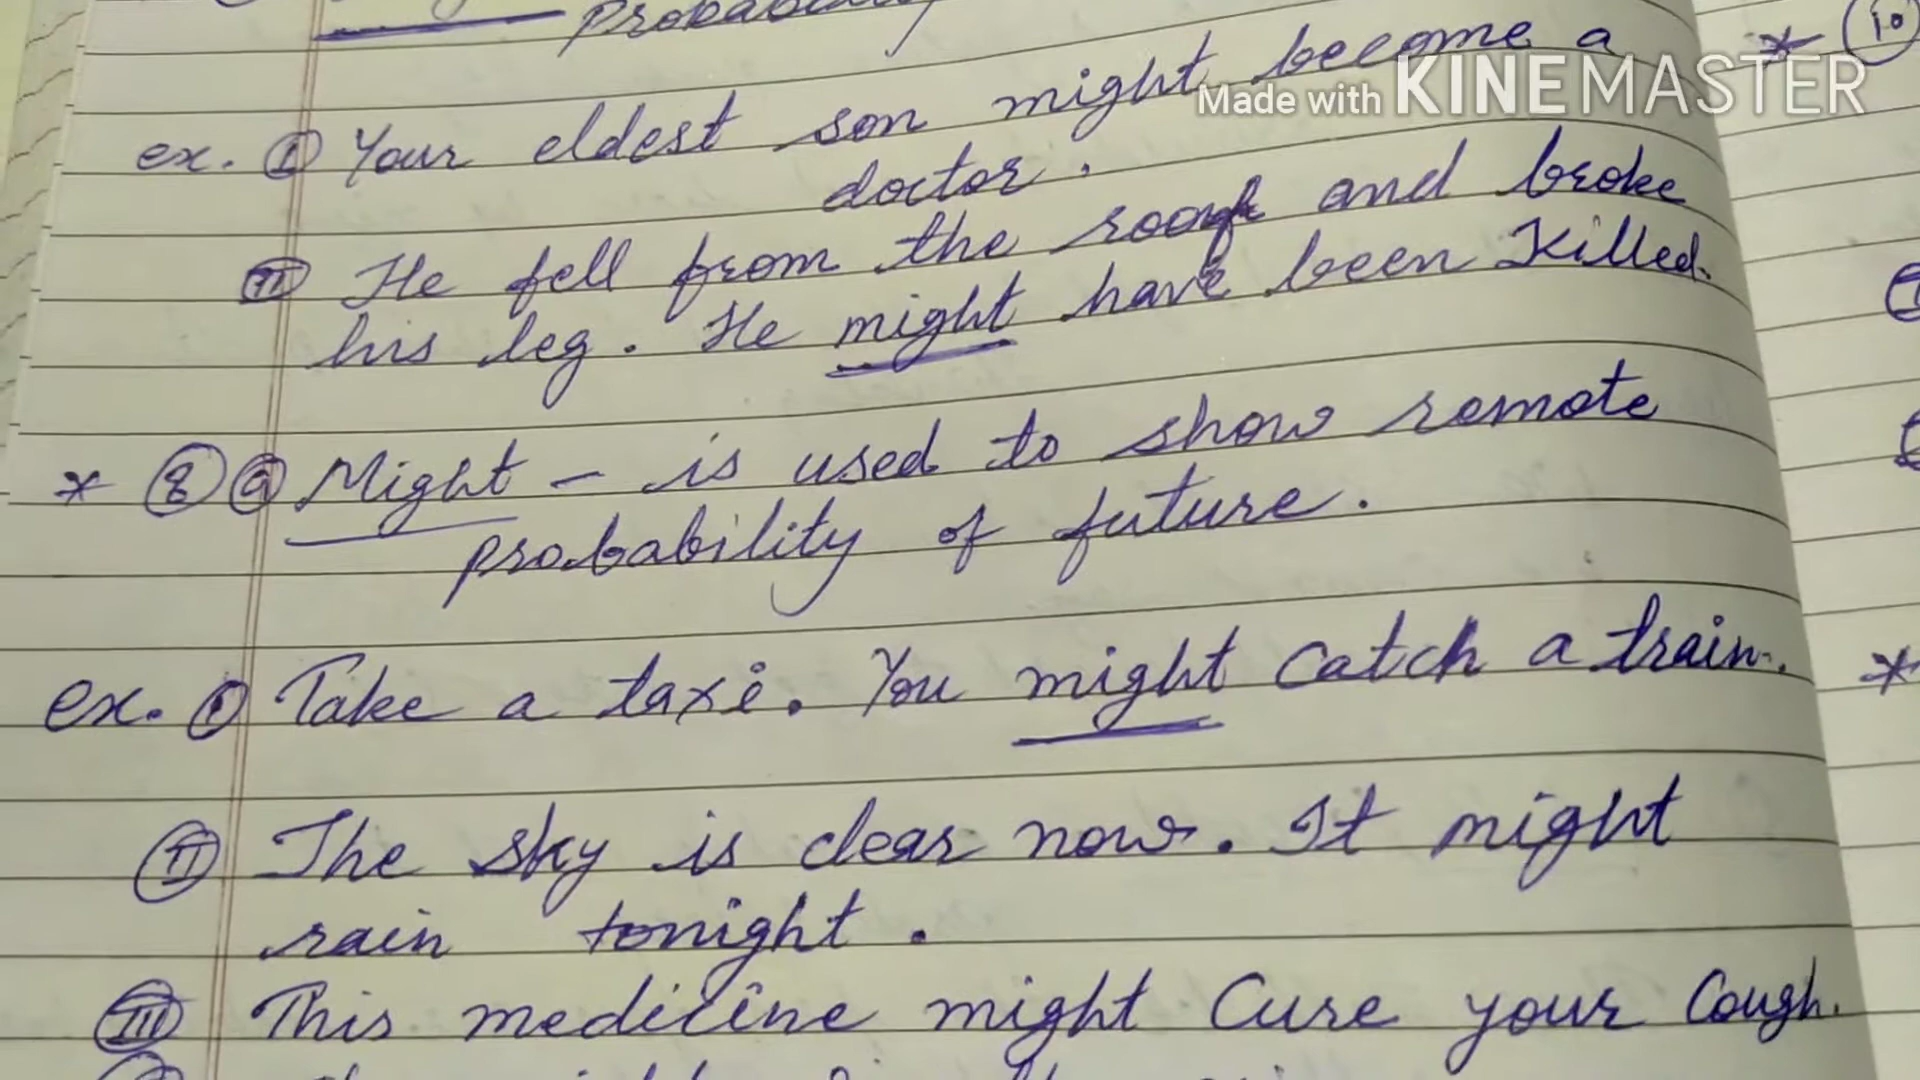 probability
* 10
Made with KINEMASTER
ex. I Your eldest son might become a
doctor.
II He fell from the roof and broke
his leg. He might have been Killed.
* 8 a Might - is used to show remote
probability of future.
ex. I Take a taxi. You might Catch a train.
II The sky is clear now. It might
rain tonight.
III This medicine might Cure your Cough.